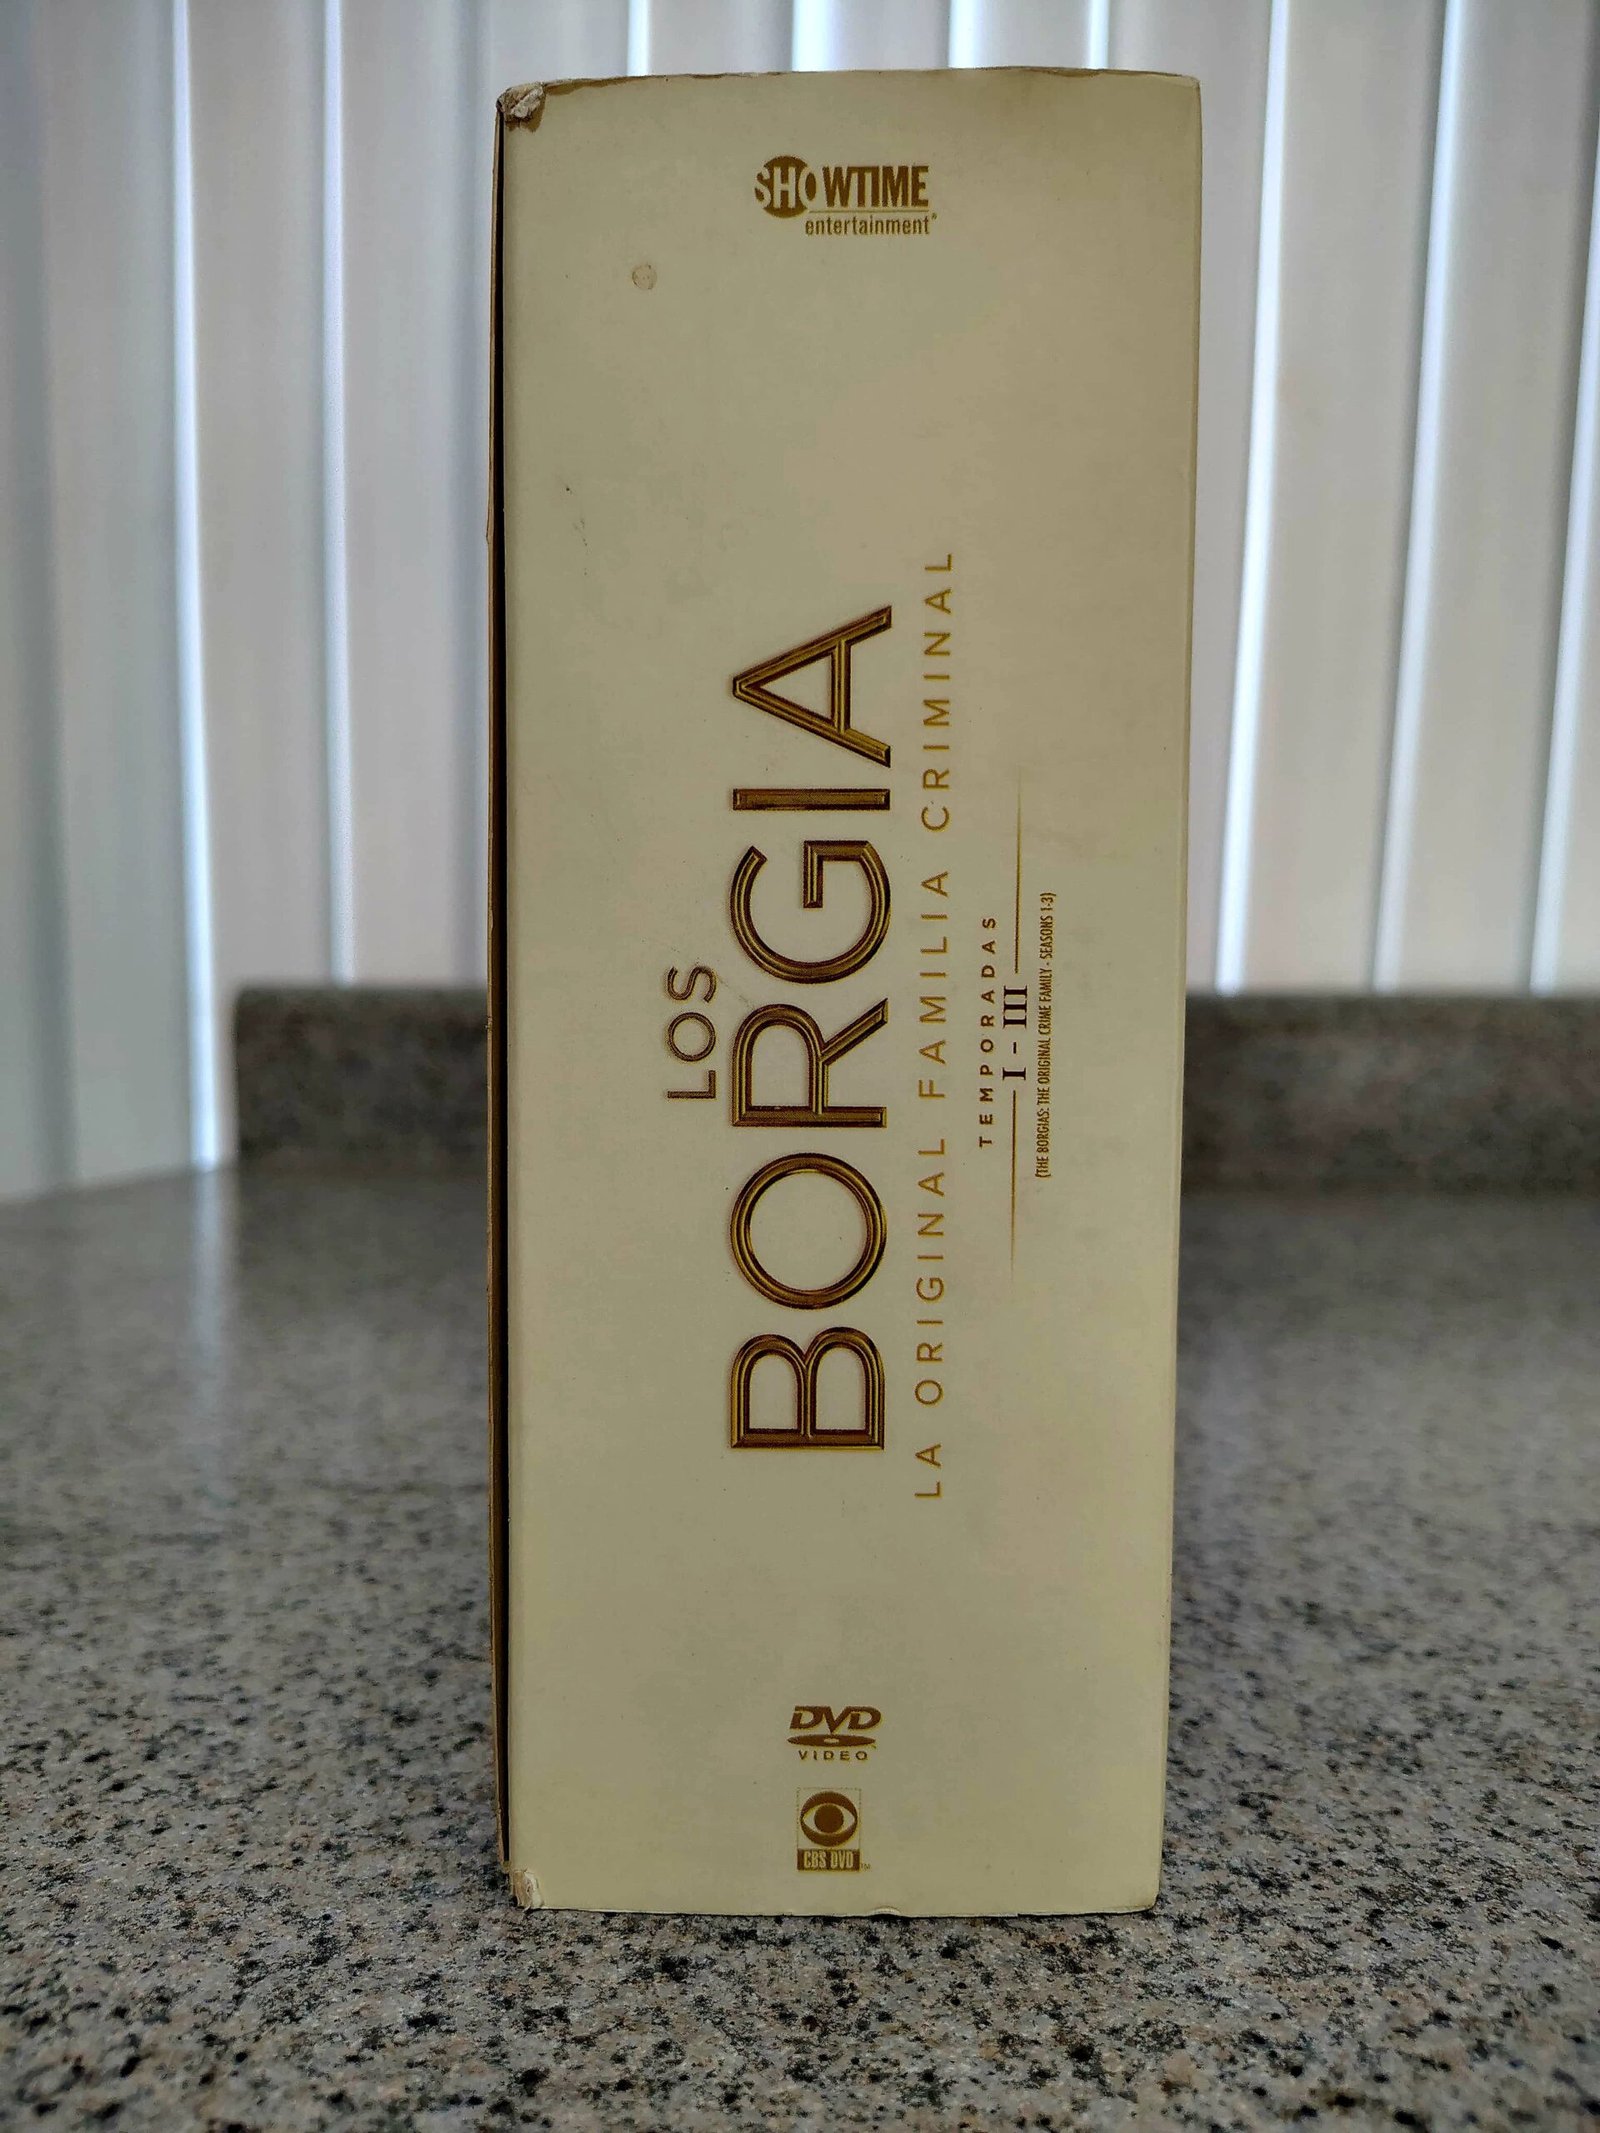 SHOWTIME
entertainment®
LOS
BORGIA
LA ORIGINAL FAMILIA CRIMINAL
TEMPORADAS
I - III
(THE BORGIAS: THE ORIGINAL CRIME FAMILY - SEASONS 1-3)
DVD
VIDEO
CBS DVD™